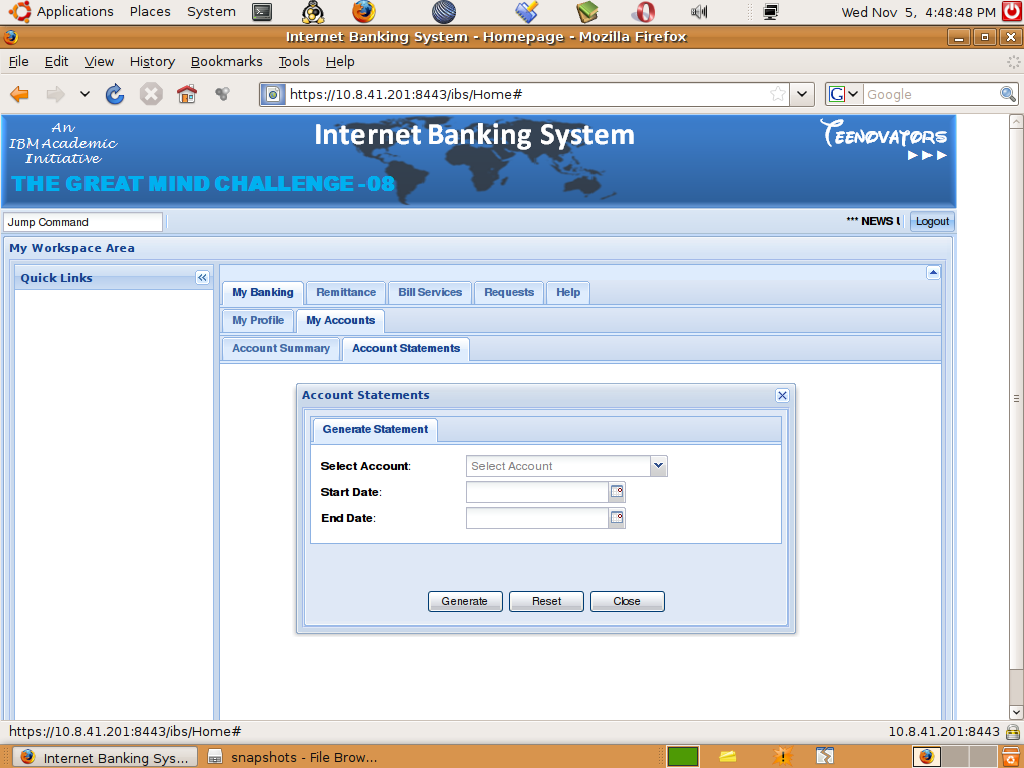 Applications Places System Wed Nov 5, 4:48:48 PM
Internet Banking System - Homepage - Mozilla Firefox
File Edit View History Bookmarks Tools Help
https://10.8.41.201:8443/ibs/Home# G Google
An
IBM Academic
Initiative
Internet Banking System
TEENOVATORS
THE GREAT MIND CHALLENGE -08
Jump Command *** NEWS Logout
My Workspace Area
Quick Links
My Banking Remittance Bill Services Requests Help
My Profile My Accounts
Account Summary Account Statements
Account Statements
Generate Statement
Select Account: Select Account
Start Date:
End Date:
Generate Reset Close
https://10.8.41.201:8443/ibs/Home# 10.8.41.201:8443
Internet Banking Sys... snapshots - File Brow...